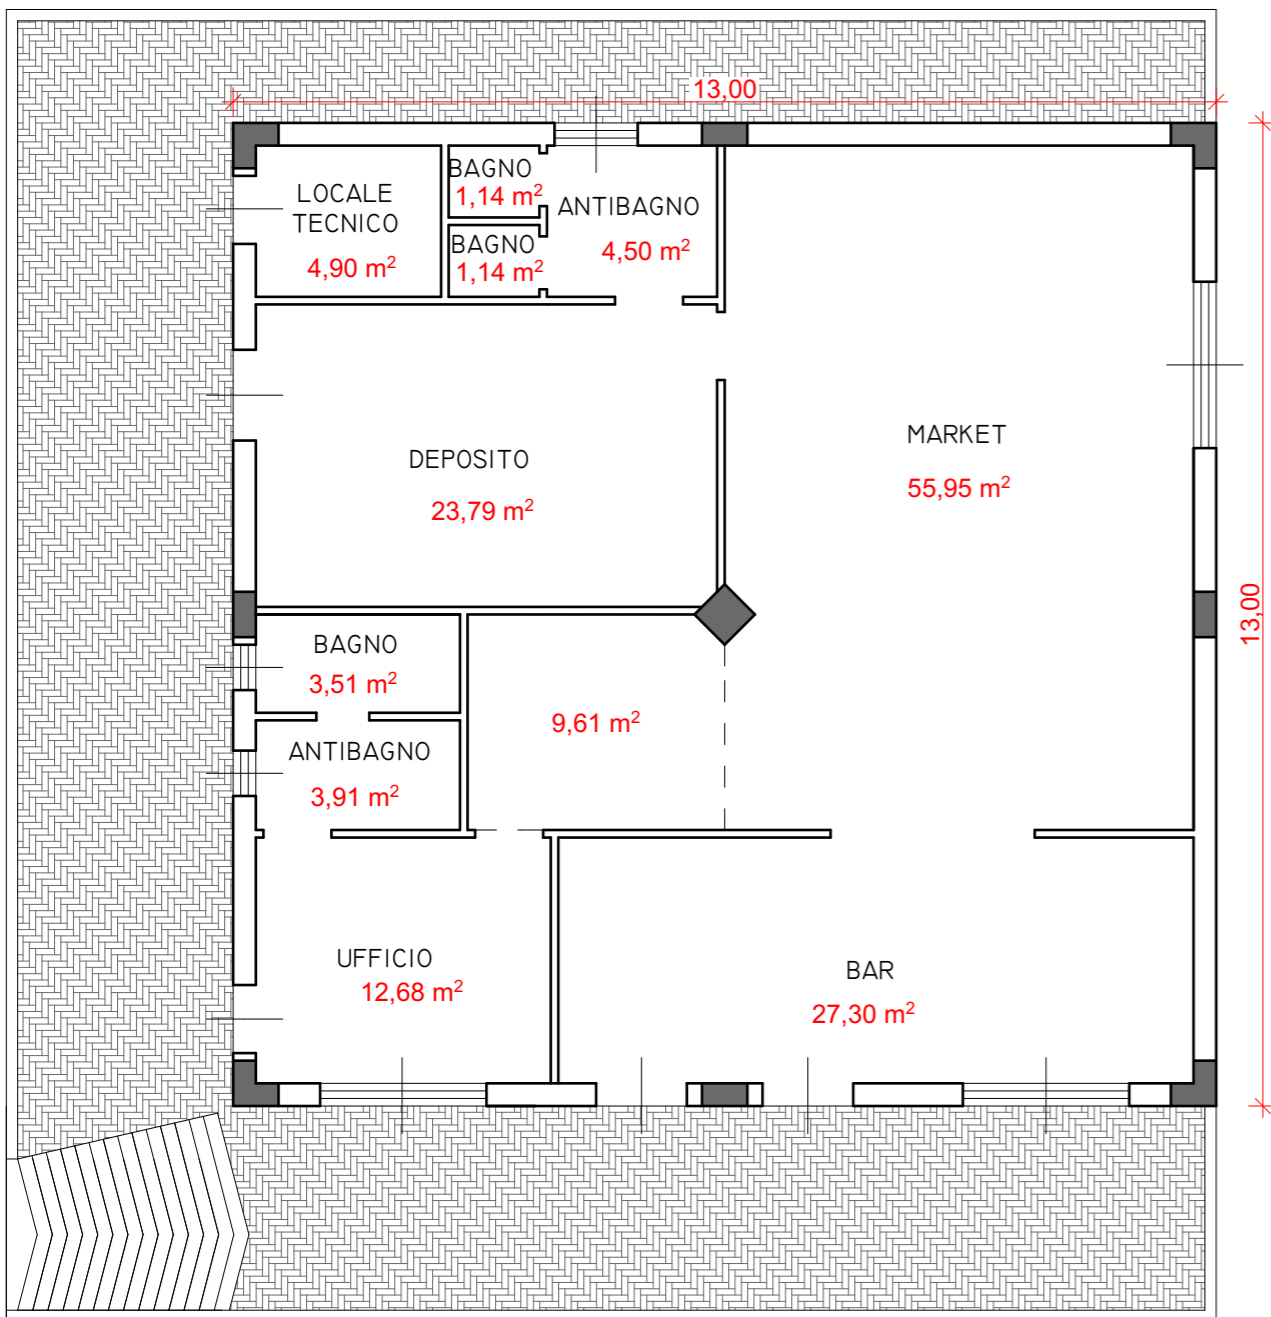 13,00
BAGNO
1,14 m²
LOCALE
TECNICO
4,90 m²
ANTIBAGNO
4,50 m²
BAGNO
1,14 m²
MARKET
55,95 m²
DEPOSITO
23,79 m²
13,00
BAGNO
3,51 m²
9,61 m²
ANTIBAGNO
3,91 m²
UFFICIO
12,68 m²
BAR
27,30 m²